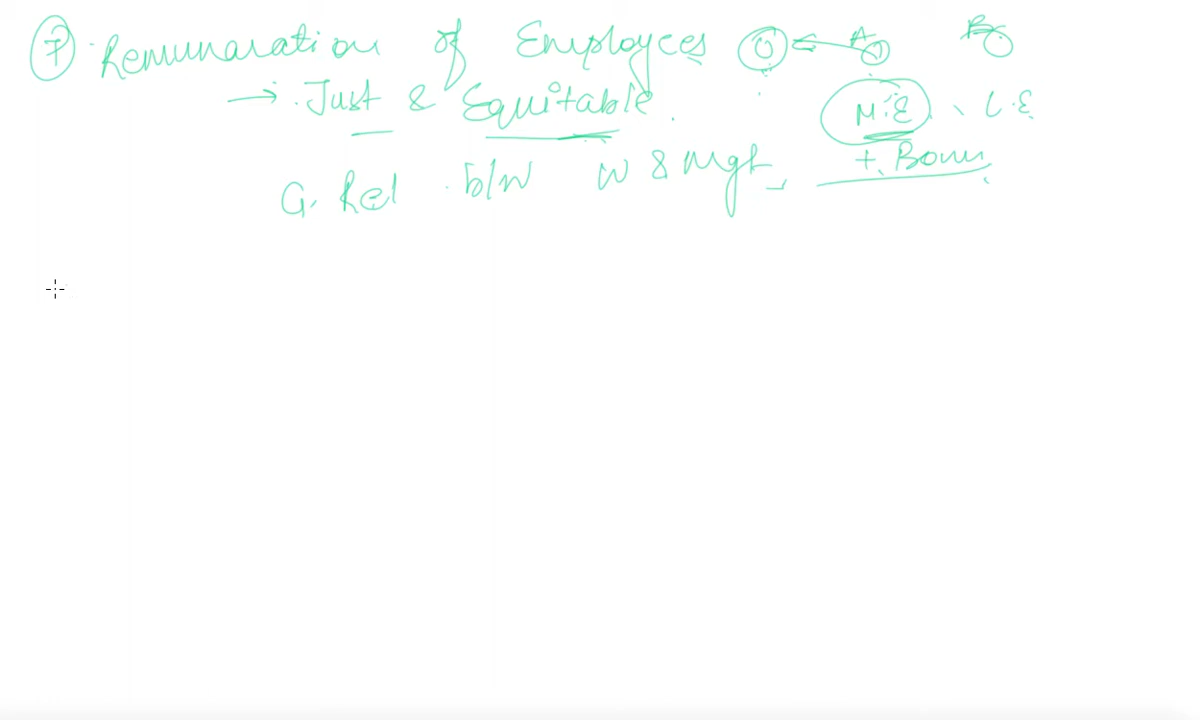 7 Remunaration of Employees A B
→ Just & Equitable. M.E L.E
G. Rel b/w W & Mgt, + Bonus